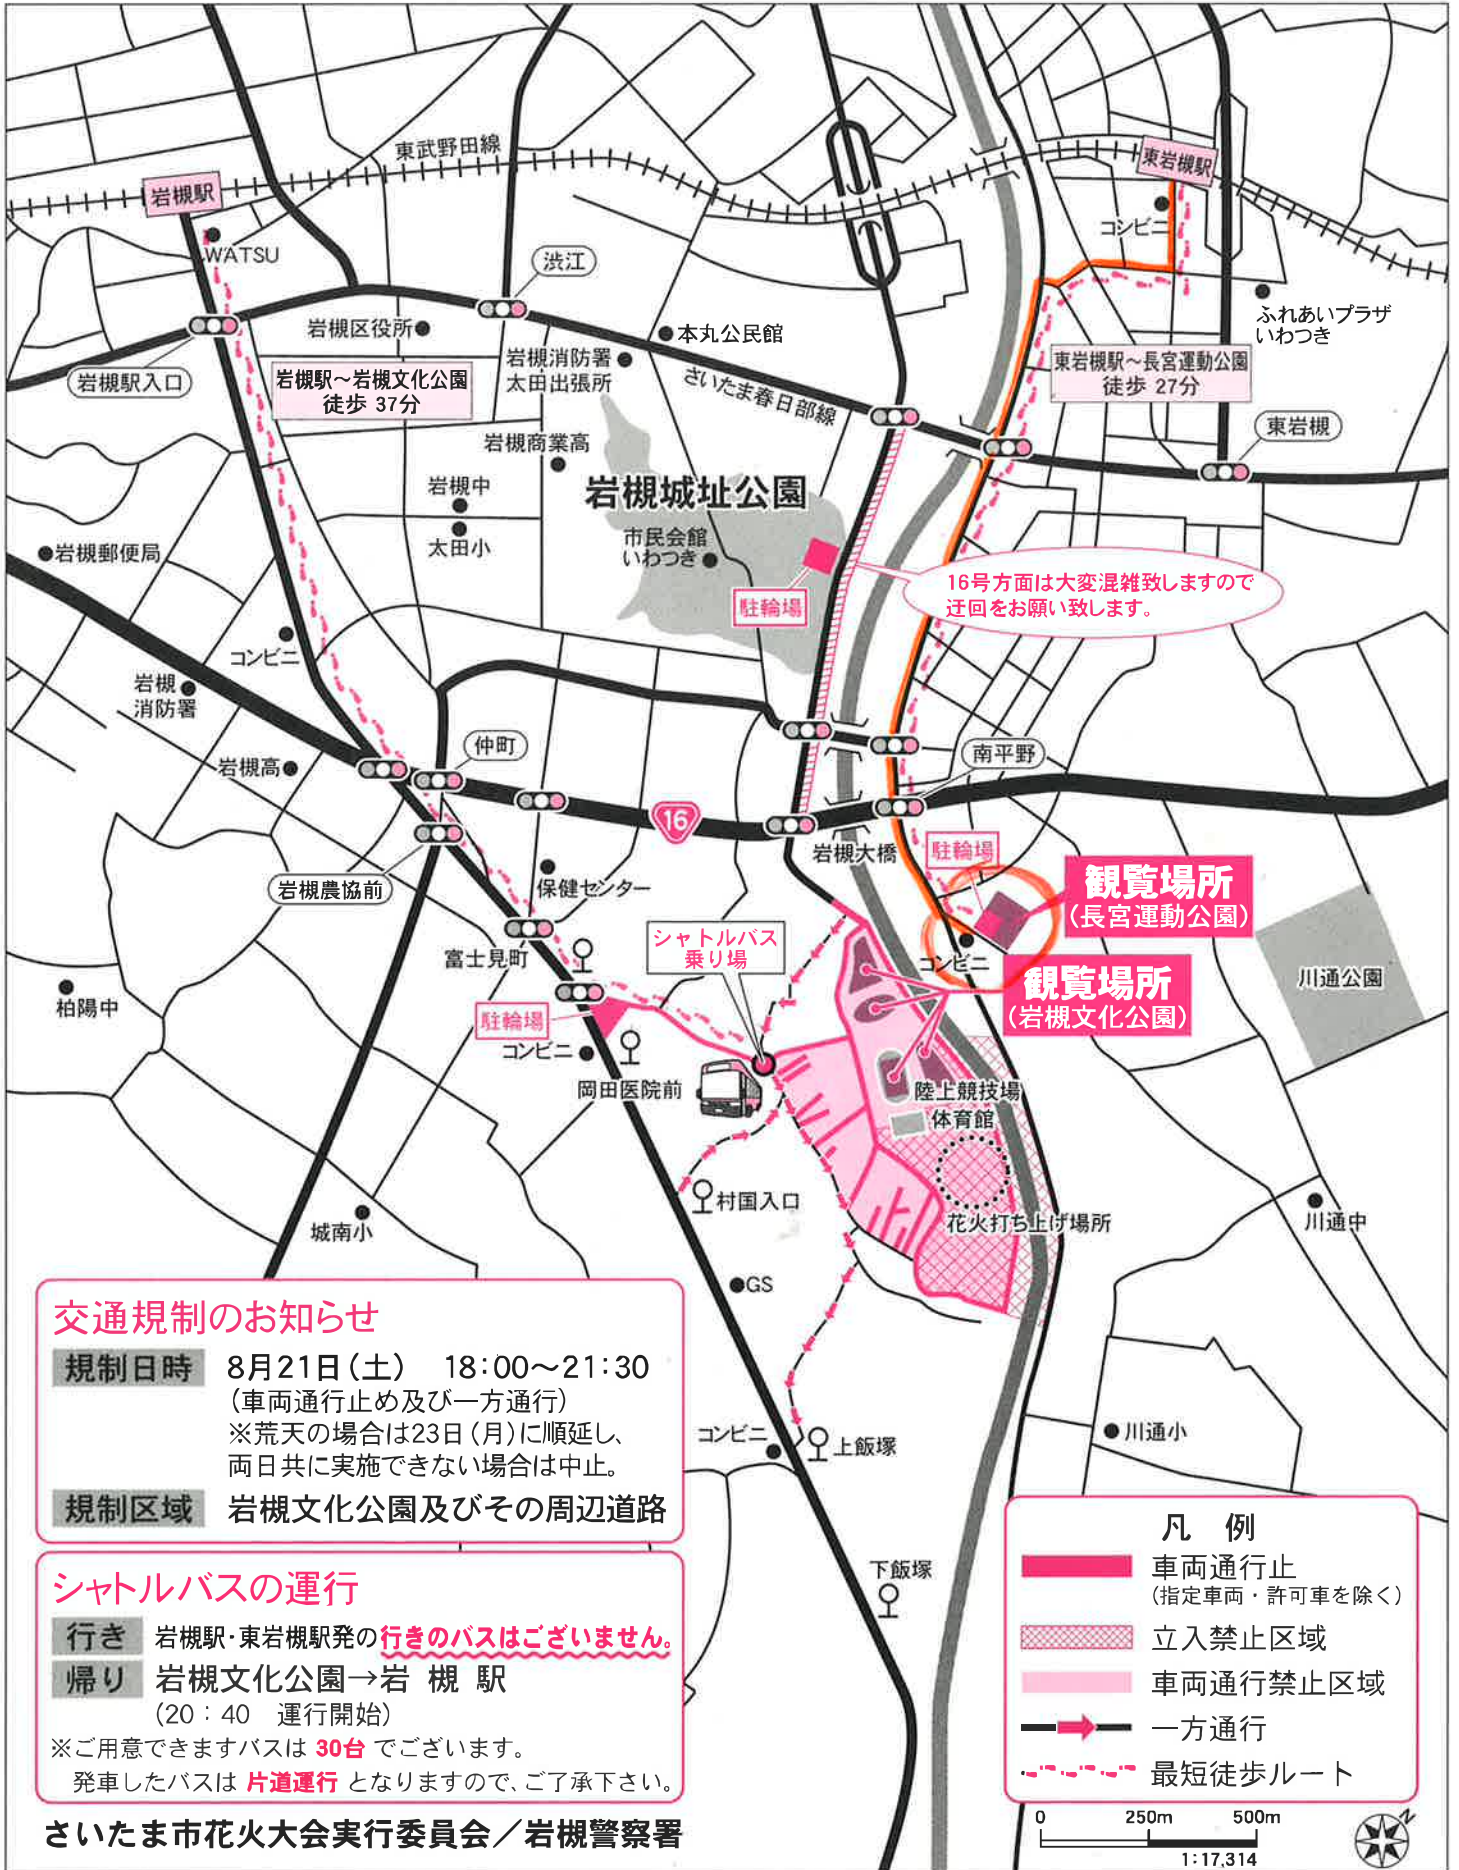 東武野田線
岩槻駅
東岩槻駅
コンビニ
WATSU
渋江
ふれあいプラザ
いわつき
岩槻区役所
本丸公民館
岩槻消防署
太田出張所
岩槻駅入口
岩槻駅～岩槻文化公園
徒歩 37分
さいたま春日部線
東岩槻駅～長宮運動公園
徒歩 27分
東岩槻
岩槻商業高
岩槻中
太田小
岩槻城址公園
市民会館
いわつき
駐輪場
岩槻郵便局
16号方面は大変混雑致しますので
迂回をお願い致します。
コンビニ
岩槻
消防署
岩槻高
仲町
南平野
16
岩槻大橋
駐輪場
岩槻農協前
保健センター
観覧場所
(長宮運動公園)
シャトルバス
乗り場
富士見町
コンビニ
観覧場所
(岩槻文化公園)
川通公園
柏陽中
駐輪場
コンビニ
岡田医院前
陸上競技場
体育館
村国入口
花火打ち上げ場所
川通中
城南小
GS
コンビニ
上飯塚
川通小
下飯塚
交通規制のお知らせ
規制日時 8月21日(土) 18:00～21:30
(車両通行止め及び一方通行)
※荒天の場合は23日(月)に順延し、
両日共に実施できない場合は中止。
規制区域 岩槻文化公園及びその周辺道路
シャトルバスの運行
行き 岩槻駅・東岩槻駅発の行きのバスはございません。
帰り 岩槻文化公園→岩 槻 駅
(20:40 運行開始)
※ご用意できますバスは 30台 でございます。
発車したバスは 片道運行 となりますので、ご了承下さい。
さいたま市花火大会実行委員会／岩槻警察署
凡 例
車両通行止
(指定車両・許可車を除く)
立入禁止区域
車両通行禁止区域
一方通行
最短徒歩ルート
0 250m 500m
1:17,314
N